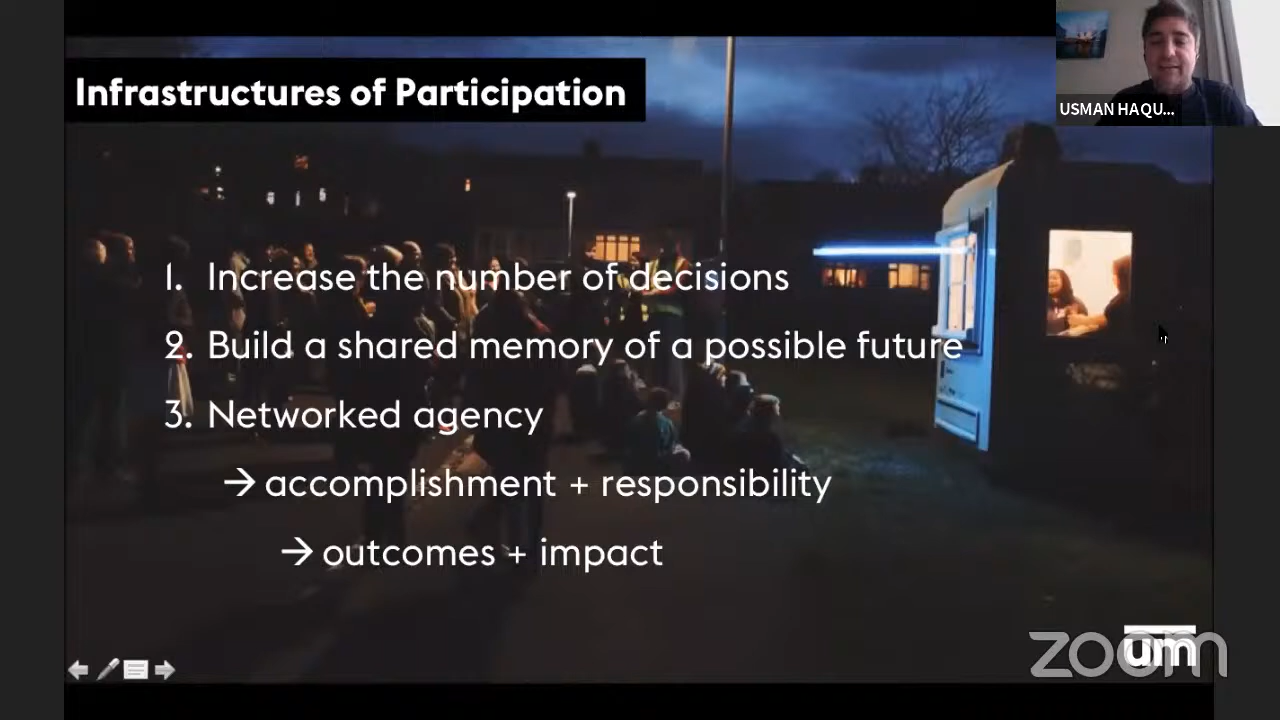 Infrastructures of Participation
USMAN HAQU...
1. Increase the number of decisions
2. Build a shared memory of a possible future
3. Networked agency
→ accomplishment + responsibility
→ outcomes + impact
um
zoom